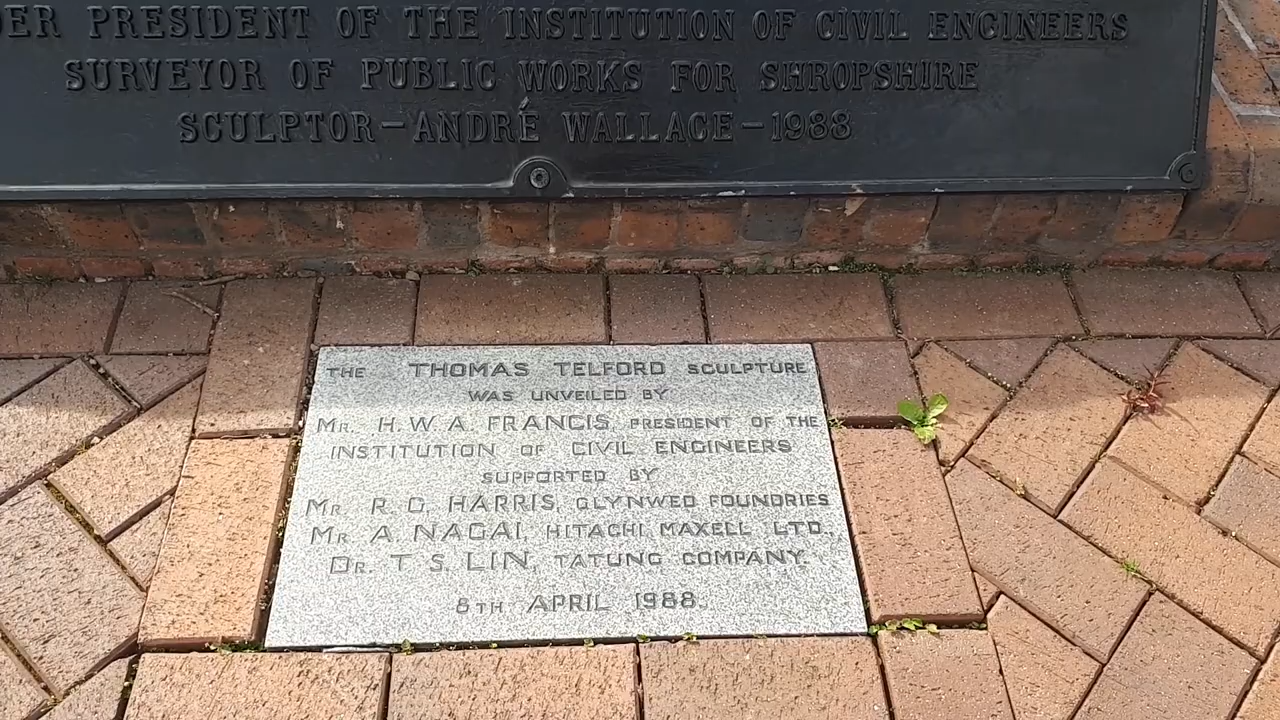 DER PRESIDENT OF THE INSTITUTION OF CIVIL ENGINEERS
SURVEYOR OF PUBLIC WORKS FOR SHROPSHIRE
SCULPTOR-ANDRÉ WALLACE-1988
THE THOMAS TELFORD SCULPTURE
WAS UNVEILED BY
MR. H.W.A. FRANCIS, PRESIDENT OF THE
INSTITUTION OF CIVIL ENGINEERS
SUPPORTED BY
MR R.G. HARRIS, GLYNWED FOUNDRIES
MR A. NAGAI, HITACHI MAXELL LTD.,
DR. T S. LIN, TATUNG COMPANY.
8TH APRIL 1988.